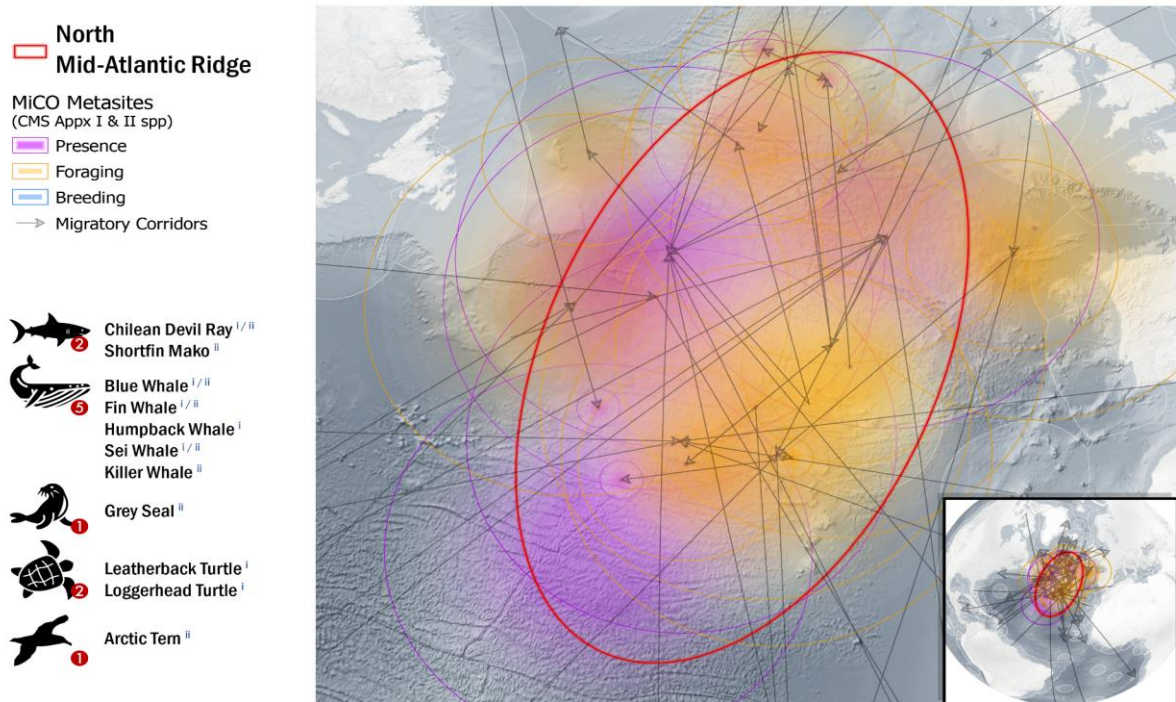 North
Mid-Atlantic Ridge
MiCO Metasites
(CMS Appx I & II spp)
Presence
Foraging
Breeding
Migratory Corridors
Chilean Devil Ray i / ii
2
Shortfin Mako ii
Blue Whale i / ii
5
Fin Whale i / ii
Humpback Whale i
Sei Whale i / ii
Killer Whale ii
Grey Seal ii
1
Leatherback Turtle i
2
Loggerhead Turtle i
Arctic Tern ii
1